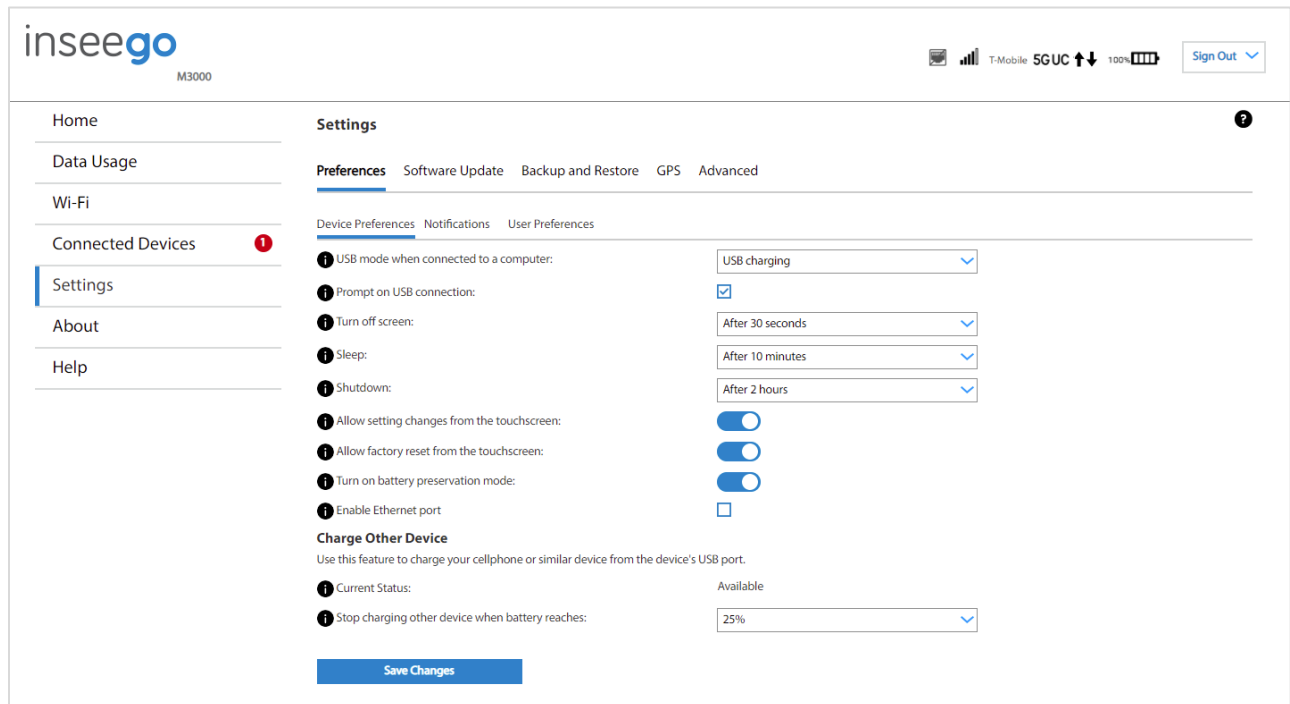 inseego
M3000
T-Mobile 5G UC 100%
Sign Out
Home
Data Usage
Wi-Fi
Connected Devices 1
Settings
About
Help
Settings
?
Preferences Software Update Backup and Restore GPS Advanced
Device Preferences Notifications User Preferences
i USB mode when connected to a computer: USB charging
i Prompt on USB connection:
i Turn off screen: After 30 seconds
i Sleep: After 10 minutes
i Shutdown: After 2 hours
i Allow setting changes from the touchscreen:
i Allow factory reset from the touchscreen:
i Turn on battery preservation mode:
i Enable Ethernet port
Charge Other Device
Use this feature to charge your cellphone or similar device from the device's USB port.
i Current Status: Available
i Stop charging other device when battery reaches: 25%
Save Changes